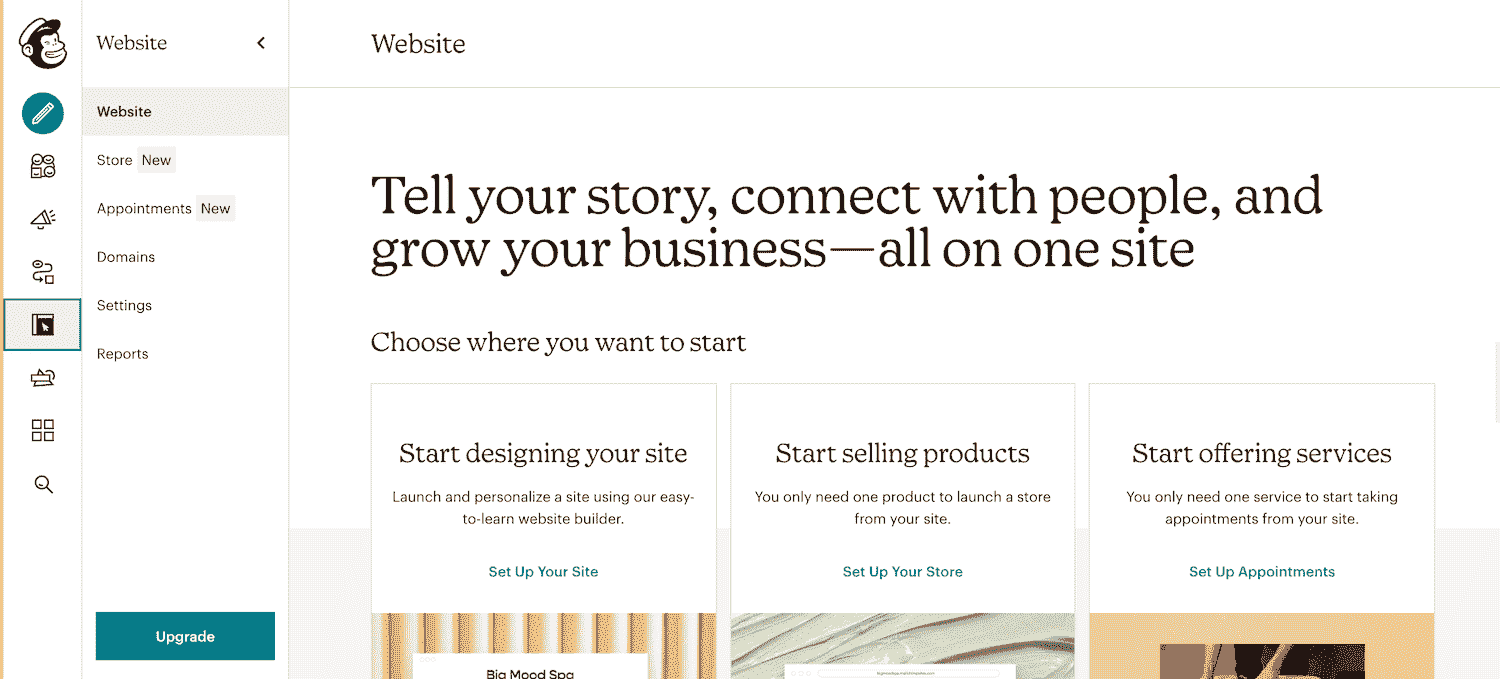 Website
Website
Website
Store New
Appointments New
Domains
Settings
Reports
Upgrade
Tell your story, connect with people, and
grow your business—all on one site
Choose where you want to start
Start designing your site
Launch and personalize a site using our easy-
to-learn website builder.
Set Up Your Site
Start selling products
You only need one product to launch a store
from your site.
Set Up Your Store
Start offering services
You only need one service to start taking
appointments from your site.
Set Up Appointments
Big Mood Spa